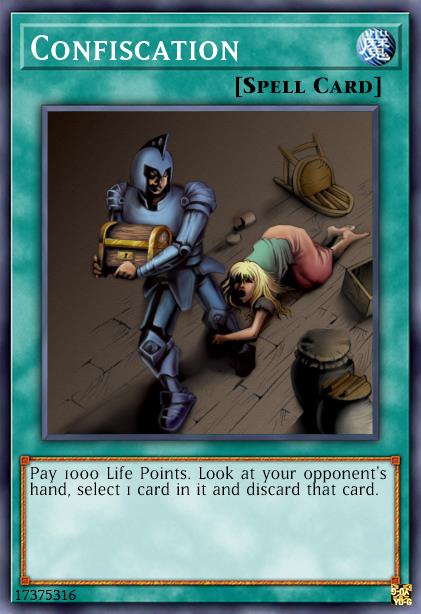 CONFISCATION
[SPELL CARD]
Pay 1000 Life Points. Look at your opponent's
hand, select 1 card in it and discard that card.
17375316